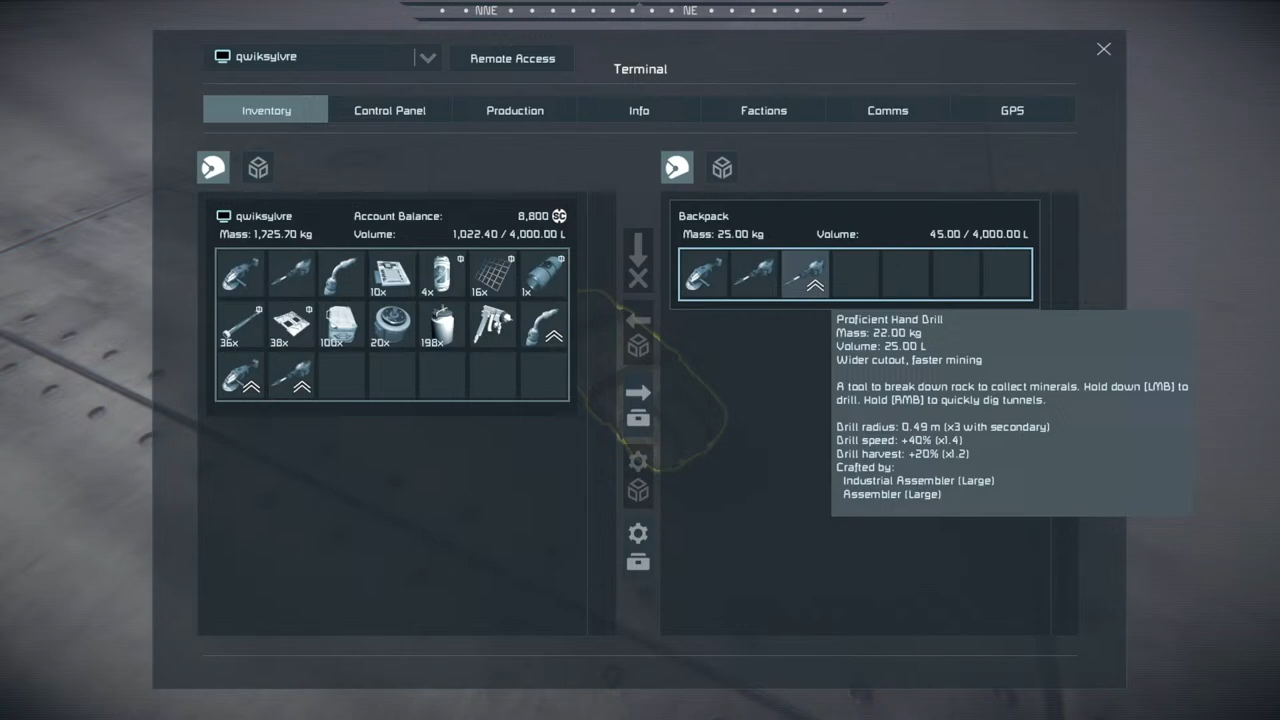 NNE NE
qwiksylvre
Remote Access
Terminal
Inventory
Control Panel
Production
Info
Factions
Comms
GPS
qwiksylvre Account Balance: 8,800 SC
Mass: 1,725.70 kg Volume: 1,022.40 / 4,000.00 L
10x 4x 16x 1x
36x 38x 100x 20x 198x
Backpack
Mass: 25.00 kg Volume: 45.00 / 4,000.00 L
Proficient Hand Drill
Mass: 22.00 kg
Volume: 25.00 L
Wider cutout, faster mining
A tool to break down rock to collect minerals. Hold down [LMB] to
drill. Hold [RMB] to quickly dig tunnels.
Drill radius: 0.49 m (x3 with secondary)
Drill speed: +40% (x1.4)
Drill harvest: +20% (x1.2)
Crafted by:
Industrial Assembler (Large)
Assembler (Large)